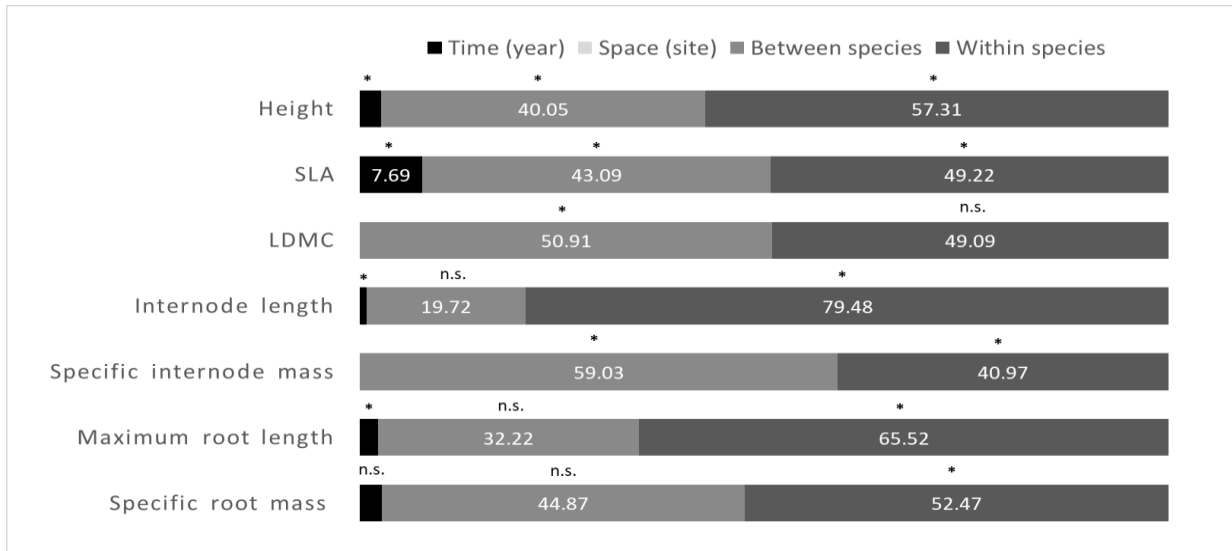 Time (year) Space (site) Between species Within species
* * *
Height 40.05 57.31
* * *
SLA 7.69 43.09 49.22
* n.s.
LDMC 50.91 49.09
* n.s. *
Internode length 19.72 79.48
* *
Specific internode mass 59.03 40.97
* n.s. *
Maximum root length 32.22 65.52
n.s. n.s. *
Specific root mass 44.87 52.47